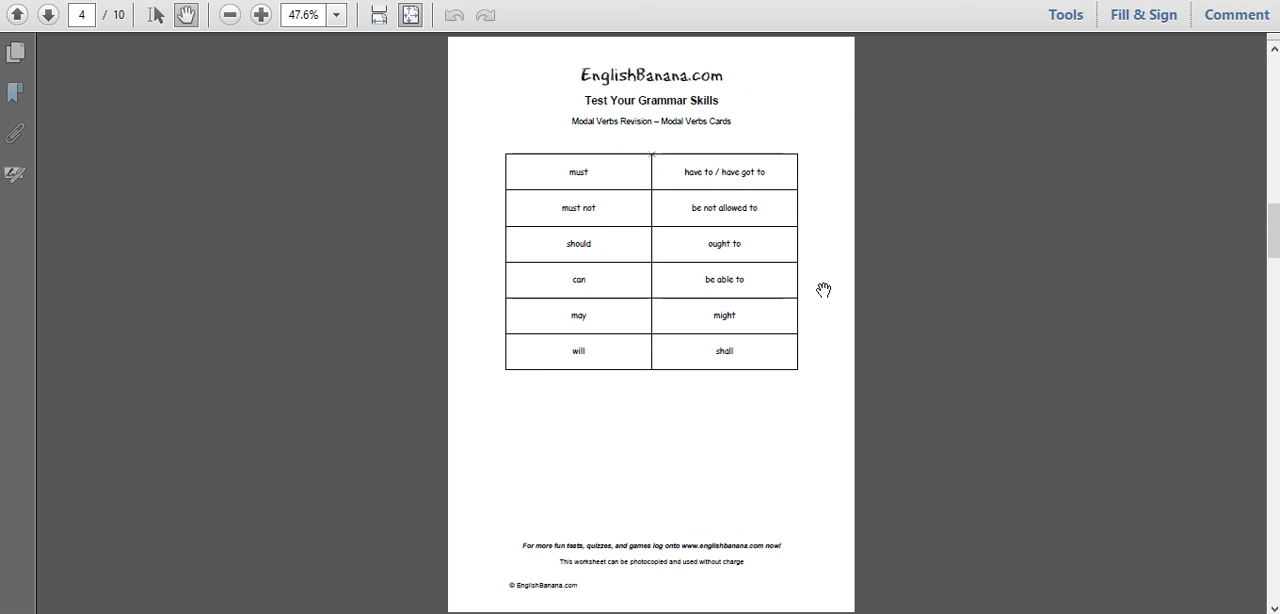 4 / 10 47.6% Tools Fill & Sign Comment
EnglishBanana.com
Test Your Grammar Skills
Modal Verbs Revision – Modal Verbs Cards
must have to / have got to
must not be not allowed to
should ought to
can be able to
may might
will shall
For more fun tests, quizzes, and games log onto www.englishbanana.com now!
This worksheet can be photocopied and used without charge
© EnglishBanana.com